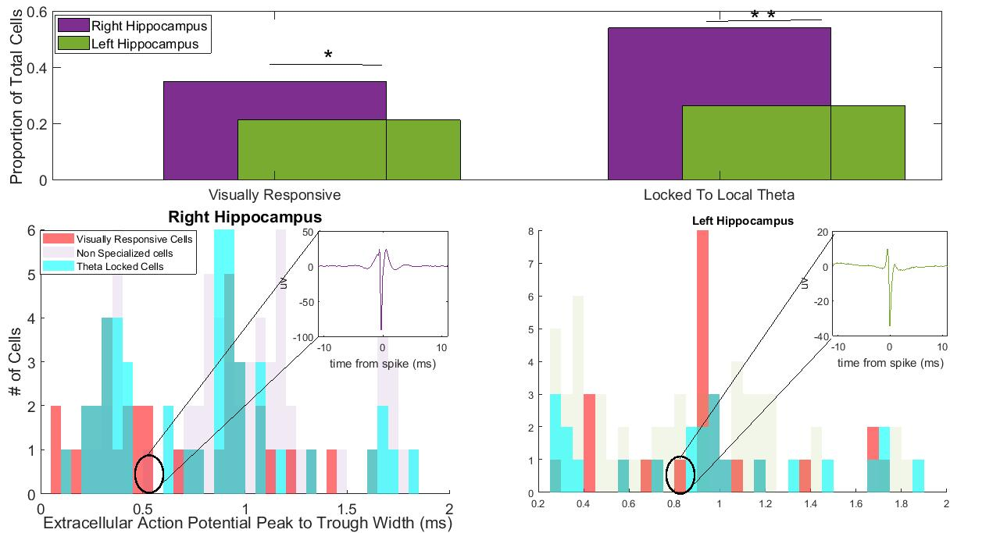 Proportion of Total Cells
0.6
0.4
0.2
0
Right Hippocampus
Left Hippocampus
*
* *
Visually Responsive
Locked To Local Theta
Right Hippocampus
# of Cells
6
5
4
3
2
1
0
Visually Responsive Cells
Non Specialized cells
Theta Locked Cells
uv
50
0
-50
-100
-10 0 10
time from spike (ms)
0 0.5 1 1.5 2
Extracellular Action Potential Peak to Trough Width (ms)
Left Hippocampus
8
7
6
5
4
3
2
1
0
uv
20
0
-20
-40
-10 0 10
time from spike (ms)
0.2 0.4 0.6 0.8 1 1.2 1.4 1.6 1.8 2